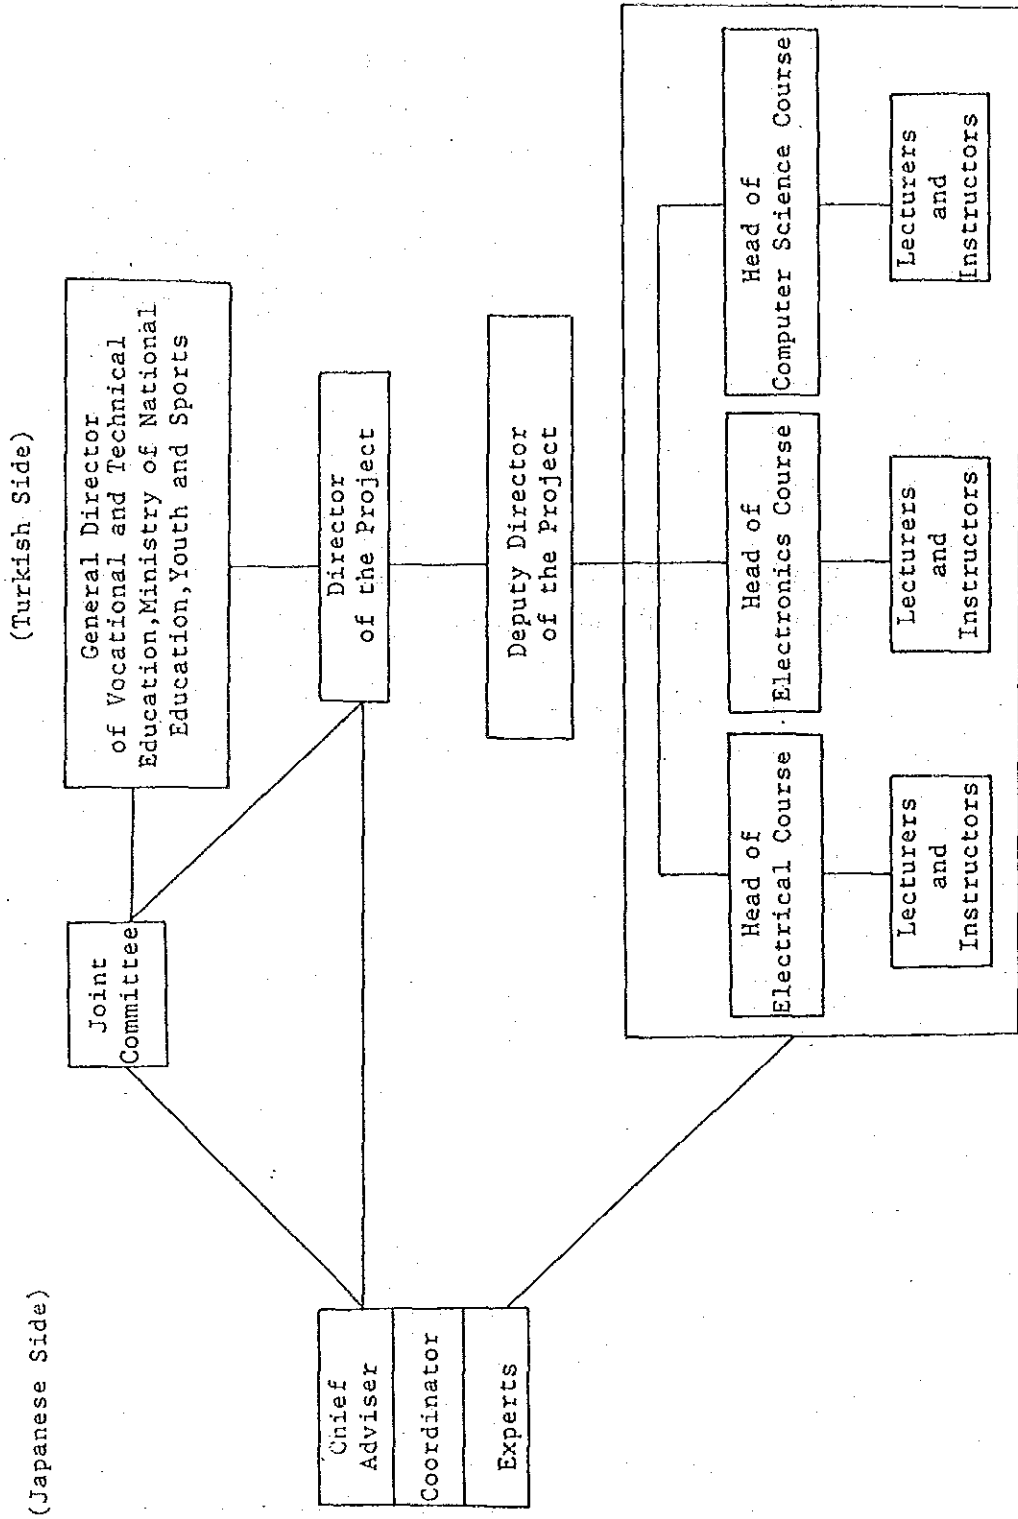 (Japanese Side)
(Turkish Side)
Joint
Committee
General Director
of Vocational and Technical
Education,Ministry of National
Education,Youth and Sports
Chief
Adviser
Coordinator
Experts
Director
of the Project
Deputy Director
of the Project
Head of
Electrical Course
Head of
Electronics Course
Head of
Computer Science Course
Lecturers
and
Instructors
Lecturers
and
Instructors
Lecturers
and
Instructors